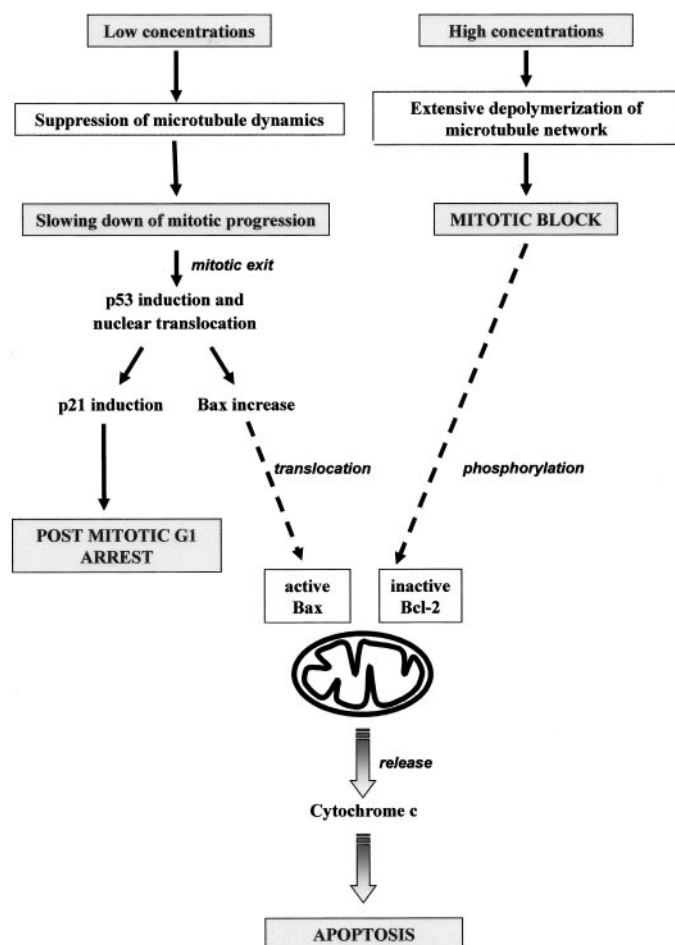 Low concentrations
High concentrations
Suppression of microtubule dynamics
Extensive depolymerization of
microtubule network
Slowing down of mitotic progression
MITOTIC BLOCK
mitotic exit
p53 induction and
nuclear translocation
p21 induction
Bax increase
translocation
phosphorylation
POST MITOTIC G1
ARREST
active
Bax
inactive
Bcl-2
release
Cytochrome c
APOPTOSIS